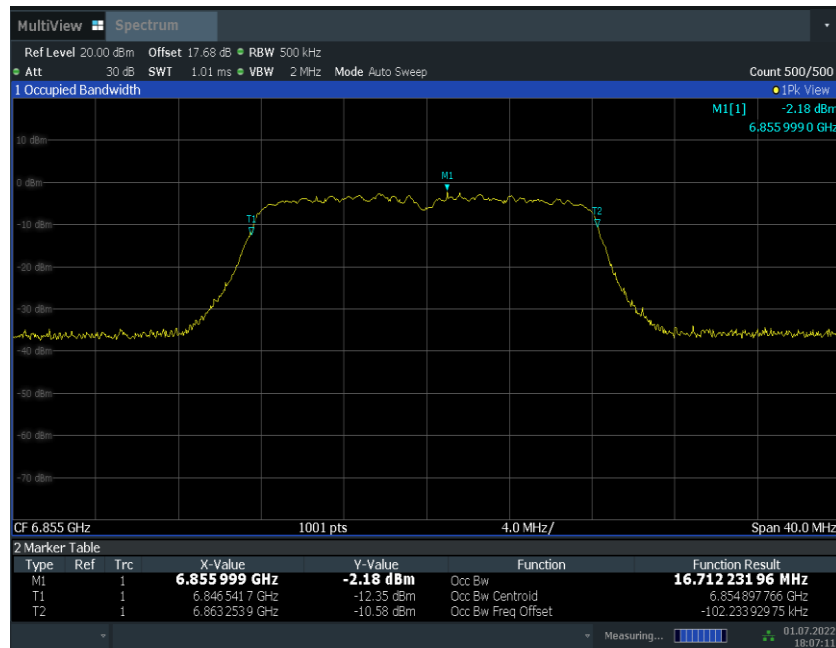 MultiView Spectrum
Ref Level 20.00 dBm Offset 17.68 dB RBW 500 kHz
Att 30 dB SWT 1.01 ms VBW 2 MHz Mode Auto Sweep Count 500/500
1 Occupied Bandwidth 1Pk View
M1[1] -2.18 dBm
6.855 999 0 GHz
10 dBm
M1
0 dBm
T1 T2
-10 dBm
-20 dBm
-30 dBm
-40 dBm
-50 dBm
-60 dBm
-70 dBm
CF 6.855 GHz 1001 pts 4.0 MHz/ Span 40.0 MHz
2 Marker Table
Type Ref Trc X-Value Y-Value Function Function Result
M1 1 6.855 999 GHz -2.18 dBm Occ Bw 16.712 231 96 MHz
T1 1 6.846 541 7 GHz -12.35 dBm Occ Bw Centroid 6.854 897 766 GHz
T2 1 6.863 253 9 GHz -10.58 dBm Occ Bw Freq Offset -102.233 929 75 kHz
Measuring... 01.07.2022
18:07:11